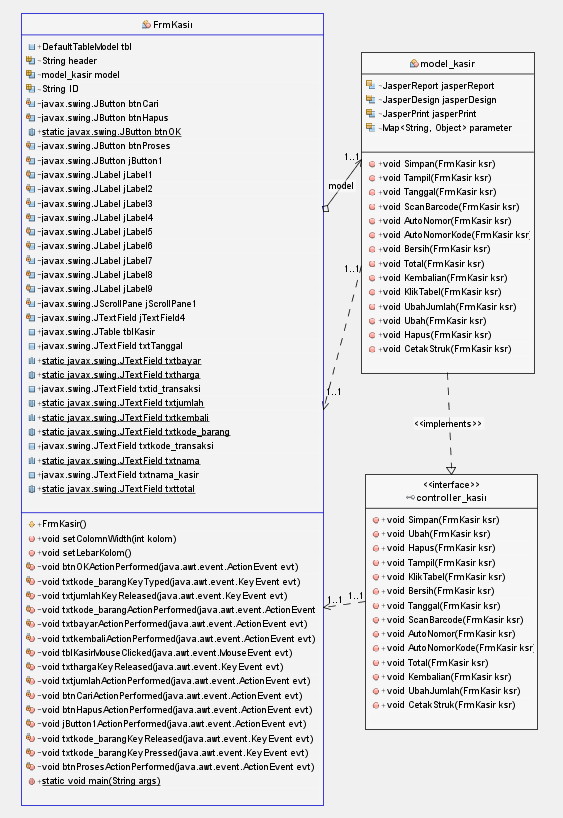 FrmKasir
+DefaultTableModel tbl
~String header
~model_kasir model
~String ID
-javax.swing.JButton btnCari
-javax.swing.JButton btnHapus
+static javax.swing.JButton btnOK
-javax.swing.JButton btnProses
-javax.swing.JButton jButton1
-javax.swing.JLabel jLabel1
-javax.swing.JLabel jLabel2
-javax.swing.JLabel jLabel3
-javax.swing.JLabel jLabel4
-javax.swing.JLabel jLabel5
-javax.swing.JLabel jLabel6
-javax.swing.JLabel jLabel7
-javax.swing.JLabel jLabel8
-javax.swing.JLabel jLabel9
-javax.swing.JScrollPane jScrollPane1
-javax.swing.JTextField jTextField4
+javax.swing.JTable tblKasir
+javax.swing.JTextField txtTanggal
+static javax.swing.JTextField txtbayar
+static javax.swing.JTextField txtharga
+javax.swing.JTextField txtid_transaksi
+static javax.swing.JTextField txtjumlah
+static javax.swing.JTextField txtkembali
+static javax.swing.JTextField txtkode_barang
+javax.swing.JTextField txtkode_transaksi
+static javax.swing.JTextField txtnama
+javax.swing.JTextField txtnama_kasir
+static javax.swing.JTextField txttotal
+FrmKasir()
+void setColomnWidth(int kolom)
+void setLebarKolom()
-void btnOKActionPerformed(java.awt.event.ActionEvent evt)
-void txtkode_barangKeyTyped(java.awt.event.KeyEvent evt)
-void txtjumlahKeyReleased(java.awt.event.KeyEvent evt)
-void txtkode_barangActionPerformed(java.awt.event.ActionEvent
-void txtbayarActionPerformed(java.awt.event.ActionEvent evt)
-void txtkembaliActionPerformed(java.awt.event.ActionEvent evt)
-void tblKasirMouseClicked(java.awt.event.MouseEvent evt)
-void txthargaKeyReleased(java.awt.event.KeyEvent evt)
-void txtjumlahActionPerformed(java.awt.event.ActionEvent evt)
-void btnCariActionPerformed(java.awt.event.ActionEvent evt)
-void btnHapusActionPerformed(java.awt.event.ActionEvent evt)
-void jButton1ActionPerformed(java.awt.event.ActionEvent evt)
-void txtkode_barangKeyReleased(java.awt.event.KeyEvent evt)
-void txtkode_barangKeyPressed(java.awt.event.KeyEvent evt)
-void btnProsesActionPerformed(java.awt.event.ActionEvent evt)
+static void main(String args)
1..1
model
1..1
1..1
model_kasir
~JasperReport jasperReport
~JasperDesign jasperDesign
~JasperPrint jasperPrint
~Map<String, Object> parameter
+void Simpan(FrmKasir ksr)
+void Tampil(FrmKasir ksr)
+void Tanggal(FrmKasir ksr)
+void ScanBarcode(FrmKasir ksr)
+void AutoNomor(FrmKasir ksr)
+void AutoNomorKode(FrmKasir ksr)
+void Bersih(FrmKasir ksr)
+void Total(FrmKasir ksr)
+void Kembalian(FrmKasir ksr)
+void KlikTabel(FrmKasir ksr)
+void UbahJumlah(FrmKasir ksr)
+void Ubah(FrmKasir ksr)
+void Hapus(FrmKasir ksr)
+void CetakStruk(FrmKasir ksr)
<<implements>>
<<interface>>
controller_kasir
+void Simpan(FrmKasir ksr)
+void Ubah(FrmKasir ksr)
+void Hapus(FrmKasir ksr)
+void Tampil(FrmKasir ksr)
+void KlikTabel(FrmKasir ksr)
+void Bersih(FrmKasir ksr)
+void Tanggal(FrmKasir ksr)
+void ScanBarcode(FrmKasir ksr)
+void AutoNomor(FrmKasir ksr)
+void AutoNomorKode(FrmKasir ksr)
+void Total(FrmKasir ksr)
+void Kembalian(FrmKasir ksr)
+void UbahJumlah(FrmKasir ksr)
+void CetakStruk(FrmKasir ksr)
1..1 1..1